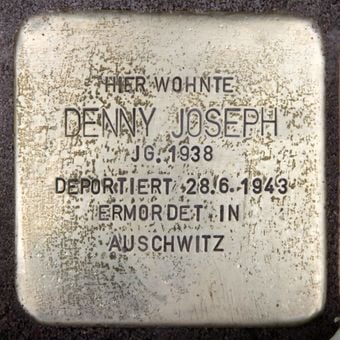 HIER WOHNTE
DENNY JOSEPH
JG. 1938
DEPORTIERT 28.6.1943
ERMORDET IN
AUSCHWITZ